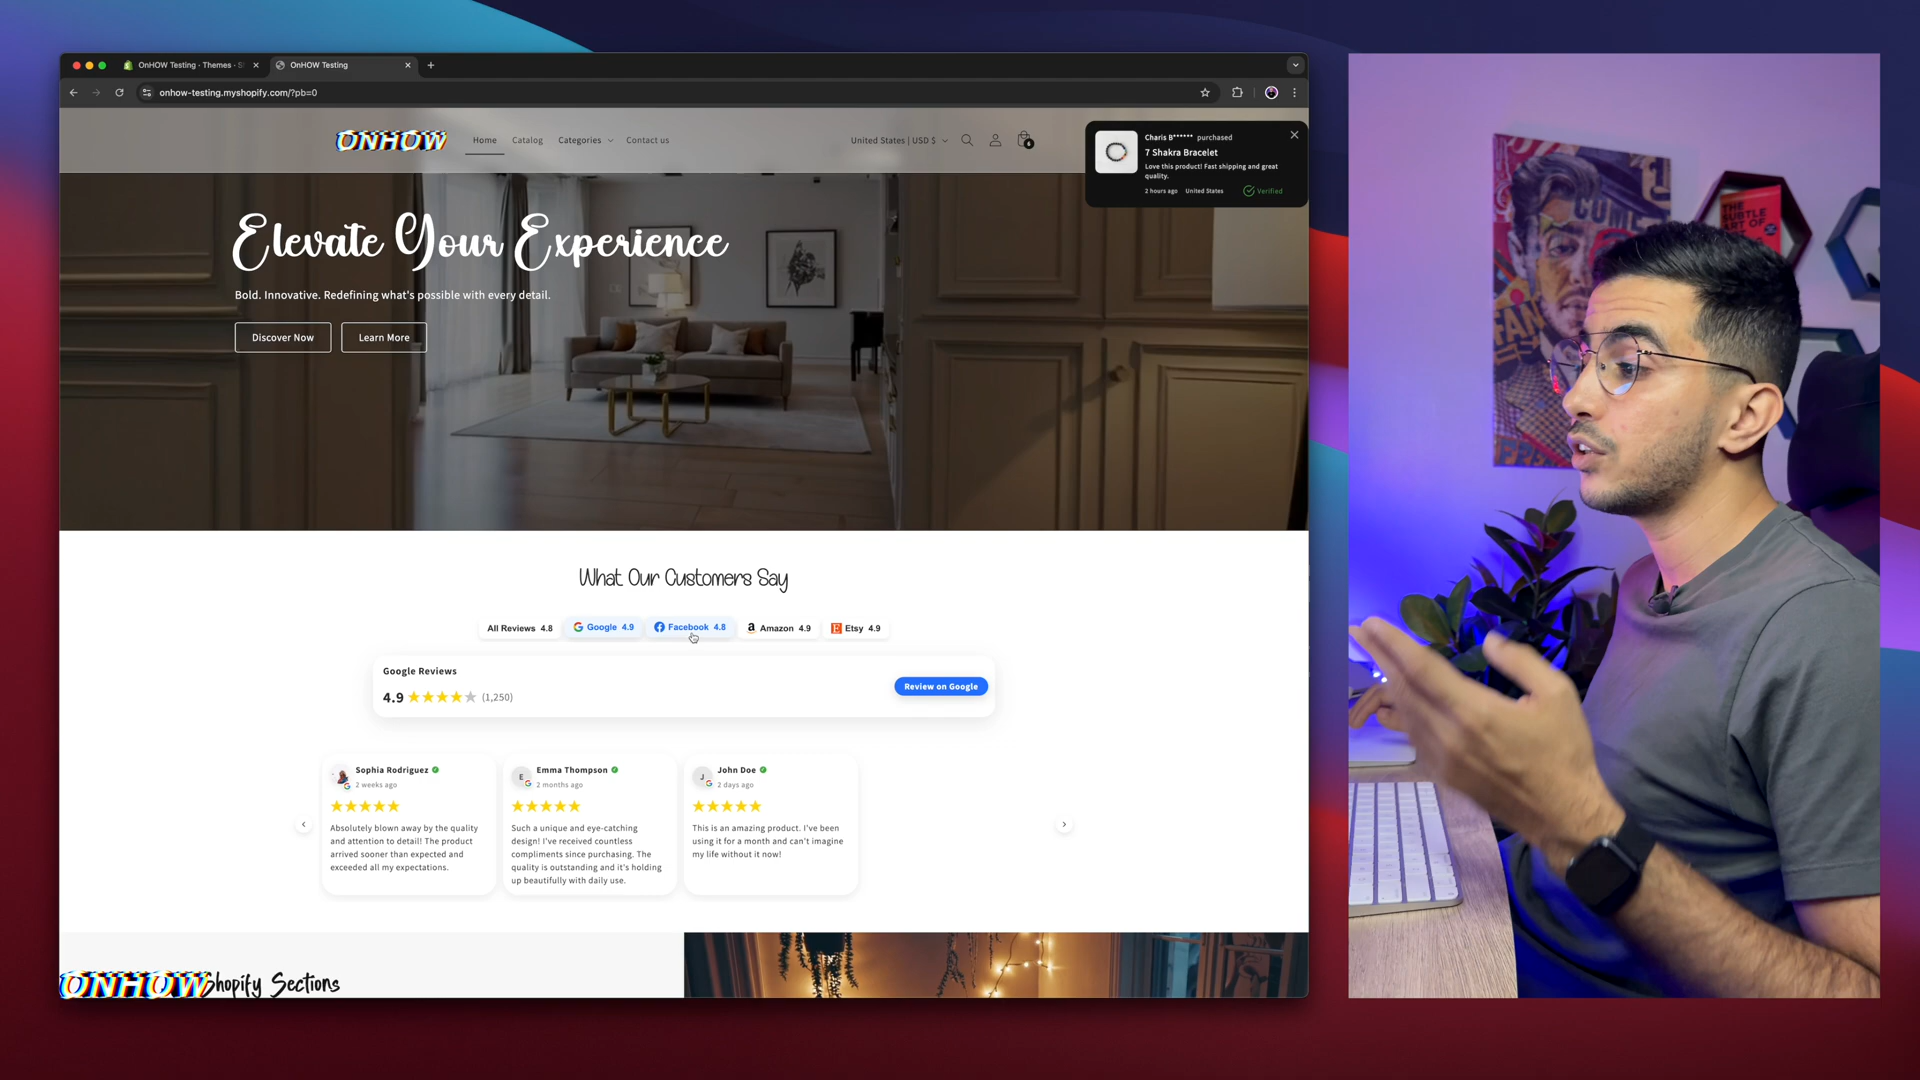 OnHOW Testing · Themes · S
OnHOW Testing
onhow-testing.myshopify.com/?pb=0
ONHOW
Home
Catalog
Categories
Contact us
United States | USD $
6
Charis B****** purchased
7 Shakra Bracelet
Love this product! Fast shipping and great
quality.
2 hours ago United States Verified
Elevate Your Experience
Bold. Innovative. Redefining what's possible with every detail.
Discover Now
Learn More
What Our Customers Say
All Reviews 4.8
Google 4.9
Facebook 4.8
Amazon 4.9
Etsy 4.9
Google Reviews
4.9 ★★★★★ (1,250)
Review on Google
Sophia Rodriguez
2 weeks ago
Absolutely blown away by the quality
and attention to detail! The product
arrived sooner than expected and
exceeded all my expectations.
E
Emma Thompson
2 months ago
Such a unique and eye-catching
design! I've received countless
compliments since purchasing. The
quality is outstanding and it's holding
up beautifully with daily use.
J
John Doe
2 days ago
This is an amazing product. I've been
using it for a month and can't imagine
my life without it now!
ONHOW
Shopify Sections
THE
SUBTLE
ART OF